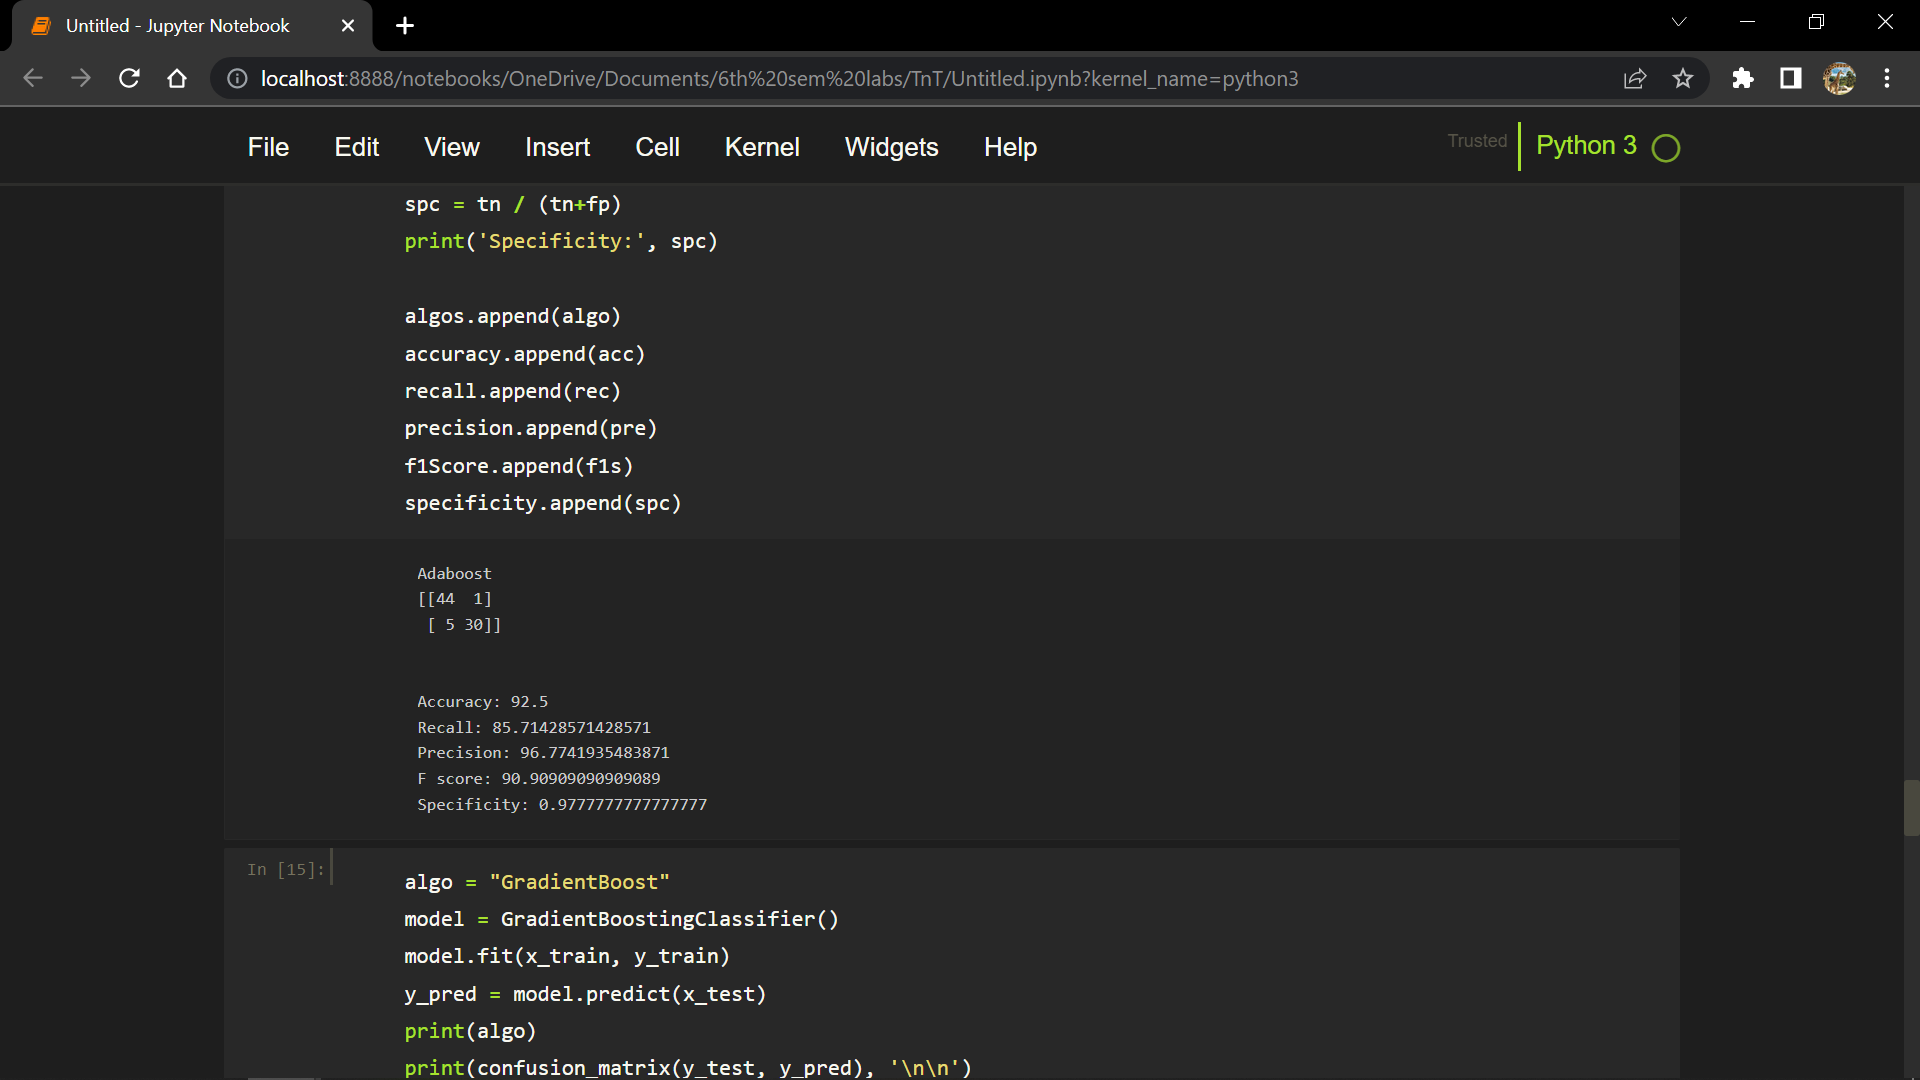 Untitled - Jupyter Notebook
localhost:8888/notebooks/OneDrive/Documents/6th%20sem%20labs/TnT/Untitled.ipynb?kernel_name=python3
File Edit View Insert Cell Kernel Widgets Help Trusted Python 3
spc = tn / (tn+fp)
print('Specificity:', spc)
algos.append(algo)
accuracy.append(acc)
recall.append(rec)
precision.append(pre)
f1Score.append(f1s)
specificity.append(spc)
Adaboost
[[44  1]
 [ 5 30]]
Accuracy: 92.5
Recall: 85.71428571428571
Precision: 96.7741935483871
F score: 90.90909090909089
Specificity: 0.9777777777777777
In [15]:
algo = "GradientBoost"
model = GradientBoostingClassifier()
model.fit(x_train, y_train)
y_pred = model.predict(x_test)
print(algo)
print(confusion_matrix(y_test, y_pred), '\n\n')